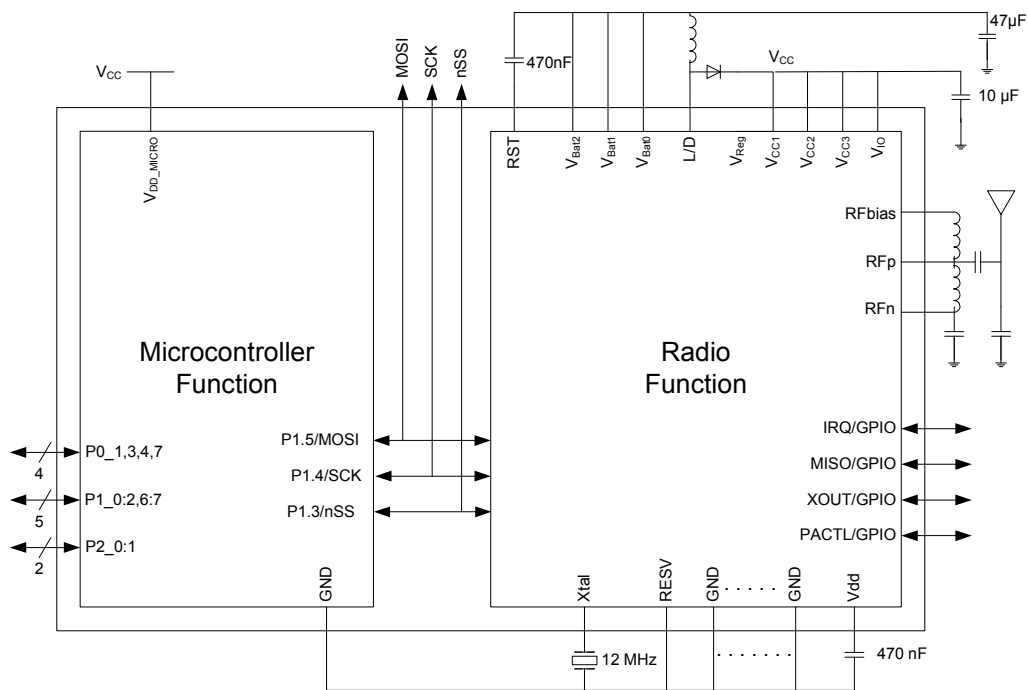 47µF
MOSI
SCK
nSS
470nF
VCC
VCC
10 µF
VDD_MICRO
RST
VBat2
VBat1
VBat0
L/D
VReg
VCC1
VCC2
VCC3
VIO
RFbias
RFp
RFn
Microcontroller
Function
Radio
Function
P0_1,3,4,7
4
P1_0:2,6:7
5
P2_0:1
2
P1.5/MOSI
P1.4/SCK
P1.3/nSS
IRQ/GPIO
MISO/GPIO
XOUT/GPIO
PACTL/GPIO
GND
Xtal
RESV
GND
. . . . . .
GND
Vdd
12 MHz
. . . . . . . .
470 nF